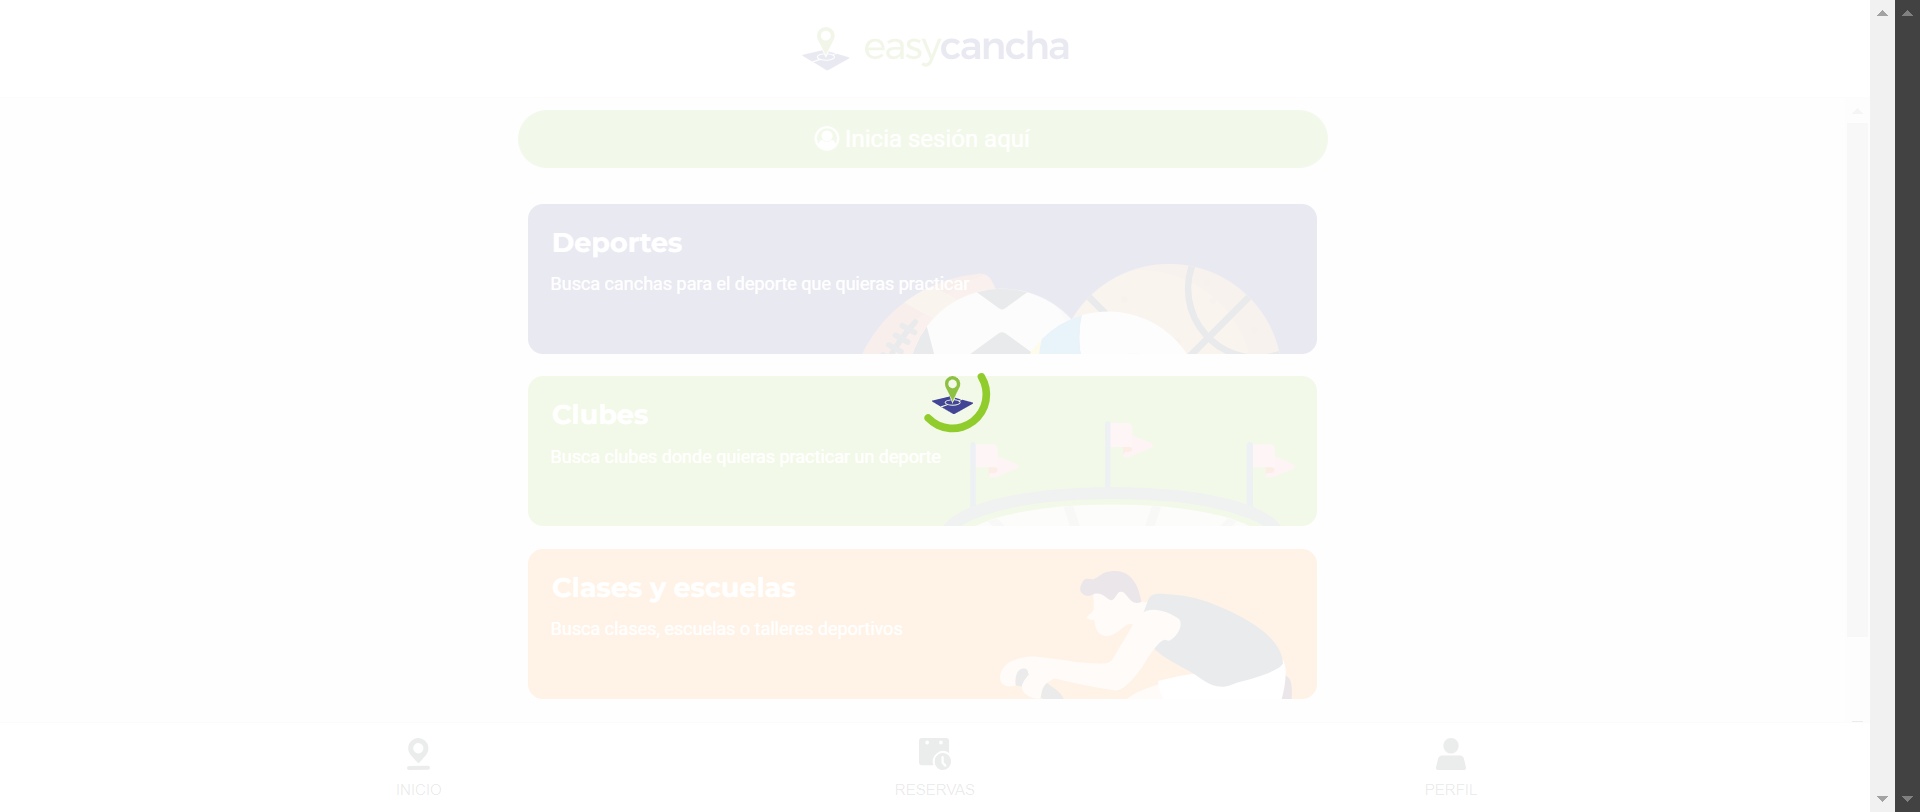 easycancha
Inicia sesión aquí
Deportes
Busca canchas para el deporte que quieras practicar
Clubes
Busca clubes donde quieras practicar un deporte
Clases y escuelas
Busca clases, escuelas o talleres deportivos
INICIO
RESERVAS
PERFIL